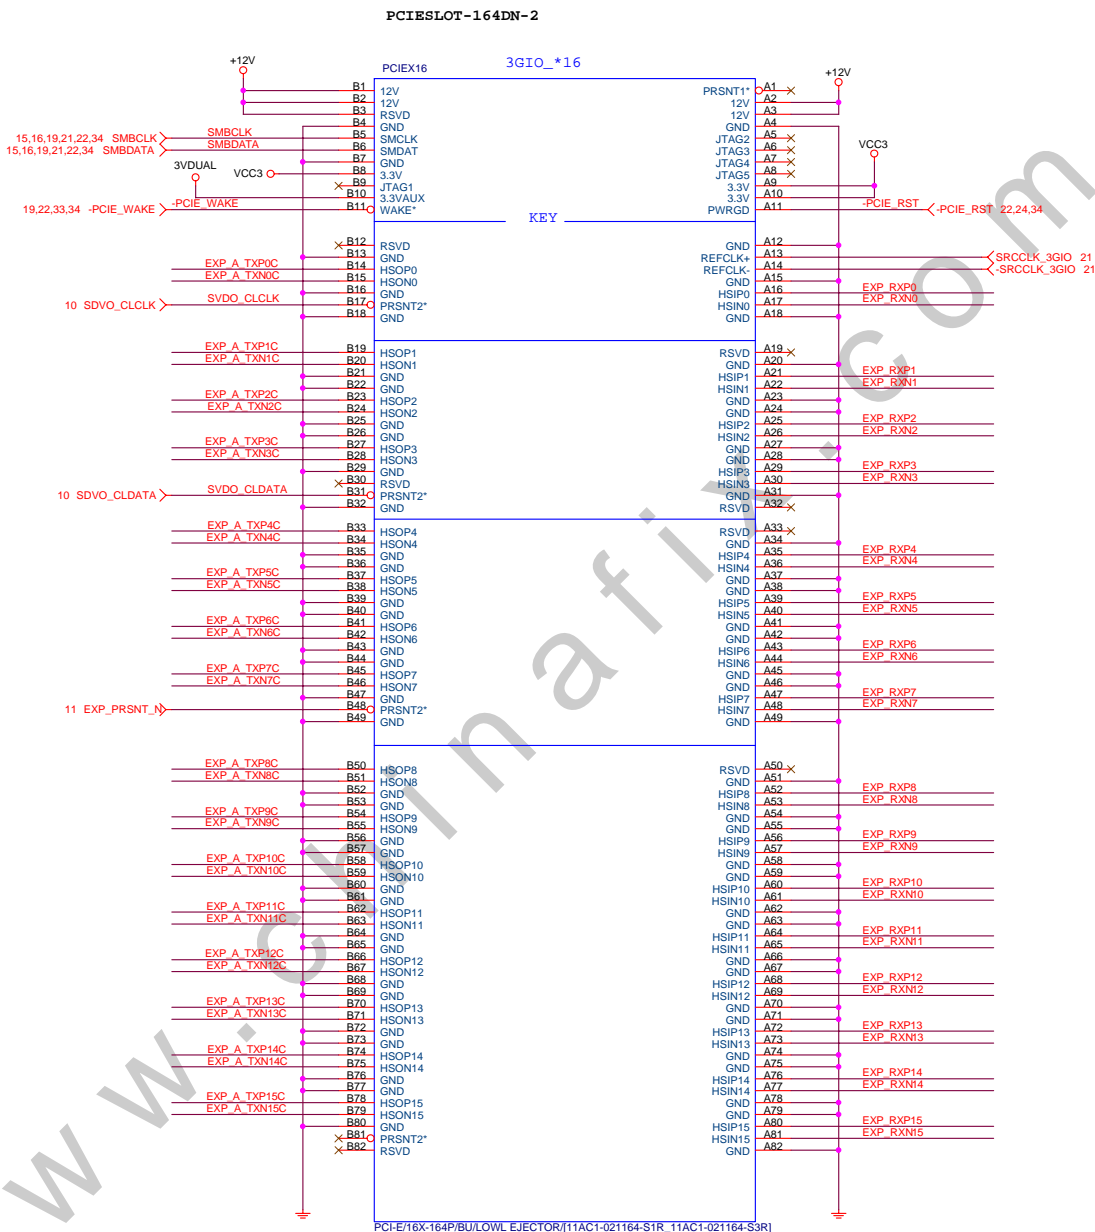 PCIESLOT-164DN-2
+12V
PCIEX16
3GIO_*16
+12V
B1 12V PRSNT1* A1
B2 12V 12V A2
B3 RSVD 12V A3
B4 GND GND A4
15,16,19,21,22,34 SMBCLK SMBCLK B5 SMCLK JTAG2 A5
15,16,19,21,22,34 SMBDATA SMBDATA B6 SMDAT JTAG3 A6
B7 GND JTAG4 A7
3VDUAL VCC3 B8 3.3V JTAG5 A8 VCC3
B9 JTAG1 3.3V A9
B10 3.3VAUX 3.3V A10
19,22,33,34 -PCIE_WAKE -PCIE_WAKE B11 WAKE* PWRGD A11 -PCIE_RST -PCIE_RST 22,24,34
KEY
B12 RSVD GND A12
B13 GND REFCLK+ A13 SRCCLK_3GIO 21
EXP_A_TXP0C B14 HSOP0 REFCLK- A14 -SRCCLK_3GIO 21
EXP_A_TXN0C B15 HSON0 GND A15
B16 GND HSIP0 A16 EXP_RXP0
10 SDVO_CLCLK SVDO_CLCLK B17 PRSNT2* HSIN0 A17 EXP_RXN0
B18 GND GND A18
EXP_A_TXP1C B19 HSOP1 RSVD A19
EXP_A_TXN1C B20 HSON1 GND A20
B21 GND HSIP1 A21 EXP_RXP1
B22 GND HSIN1 A22 EXP_RXN1
EXP_A_TXP2C B23 HSOP2 GND A23
EXP_A_TXN2C B24 HSON2 GND A24
B25 GND HSIP2 A25 EXP_RXP2
B26 GND HSIN2 A26 EXP_RXN2
EXP_A_TXP3C B27 HSOP3 GND A27
EXP_A_TXN3C B28 HSON3 GND A28
B29 GND HSIP3 A29 EXP_RXP3
B30 RSVD HSIN3 A30 EXP_RXN3
10 SDVO_CLDATA SVDO_CLDATA B31 PRSNT2* GND A31
B32 GND RSVD A32
EXP_A_TXP4C B33 HSOP4 RSVD A33
EXP_A_TXN4C B34 HSON4 GND A34
B35 GND HSIP4 A35 EXP_RXP4
B36 GND HSIN4 A36 EXP_RXN4
EXP_A_TXP5C B37 HSOP5 GND A37
EXP_A_TXN5C B38 HSON5 GND A38
B39 GND HSIP5 A39 EXP_RXP5
B40 GND HSIN5 A40 EXP_RXN5
EXP_A_TXP6C B41 HSOP6 GND A41
EXP_A_TXN6C B42 HSON6 GND A42
B43 GND HSIP6 A43 EXP_RXP6
B44 GND HSIN6 A44 EXP_RXN6
EXP_A_TXP7C B45 HSOP7 GND A45
EXP_A_TXN7C B46 HSON7 GND A46
B47 GND HSIP7 A47 EXP_RXP7
11 EXP_PRSNT_N B48 PRSNT2* HSIN7 A48 EXP_RXN7
B49 GND GND A49
EXP_A_TXP8C B50 HSOP8 RSVD A50
EXP_A_TXN8C B51 HSON8 GND A51
B52 GND HSIP8 A52 EXP_RXP8
B53 GND HSIN8 A53 EXP_RXN8
EXP_A_TXP9C B54 HSOP9 GND A54
EXP_A_TXN9C B55 HSON9 GND A55
B56 GND HSIP9 A56 EXP_RXP9
B57 GND HSIN9 A57 EXP_RXN9
EXP_A_TXP10C B58 HSOP10 GND A58
EXP_A_TXN10C B59 HSON10 GND A59
B60 GND HSIP10 A60 EXP_RXP10
B61 GND HSIN10 A61 EXP_RXN10
EXP_A_TXP11C B62 HSOP11 GND A62
EXP_A_TXN11C B63 HSON11 GND A63
B64 GND HSIP11 A64 EXP_RXP11
B65 GND HSIN11 A65 EXP_RXN11
EXP_A_TXP12C B66 HSOP12 GND A66
EXP_A_TXN12C B67 HSON12 GND A67
B68 GND HSIP12 A68 EXP_RXP12
B69 GND HSIN12 A69 EXP_RXN12
EXP_A_TXP13C B70 HSOP13 GND A70
EXP_A_TXN13C B71 HSON13 GND A71
B72 GND HSIP13 A72 EXP_RXP13
B73 GND HSIN13 A73 EXP_RXN13
EXP_A_TXP14C B74 HSOP14 GND A74
EXP_A_TXN14C B75 HSON14 GND A75
B76 GND HSIP14 A76 EXP_RXP14
B77 GND HSIN14 A77 EXP_RXN14
EXP_A_TXP15C B78 HSOP15 GND A78
EXP_A_TXN15C B79 HSON15 GND A79
B80 GND HSIP15 A80 EXP_RXP15
B81 PRSNT2* HSIN15 A81 EXP_RXN15
B82 RSVD GND A82
PCI-E/16X-164P/BU/LOWL EJECTOR/[11AC1-021164-S1R_11AC1-021164-S3R]
www.chinafix.com